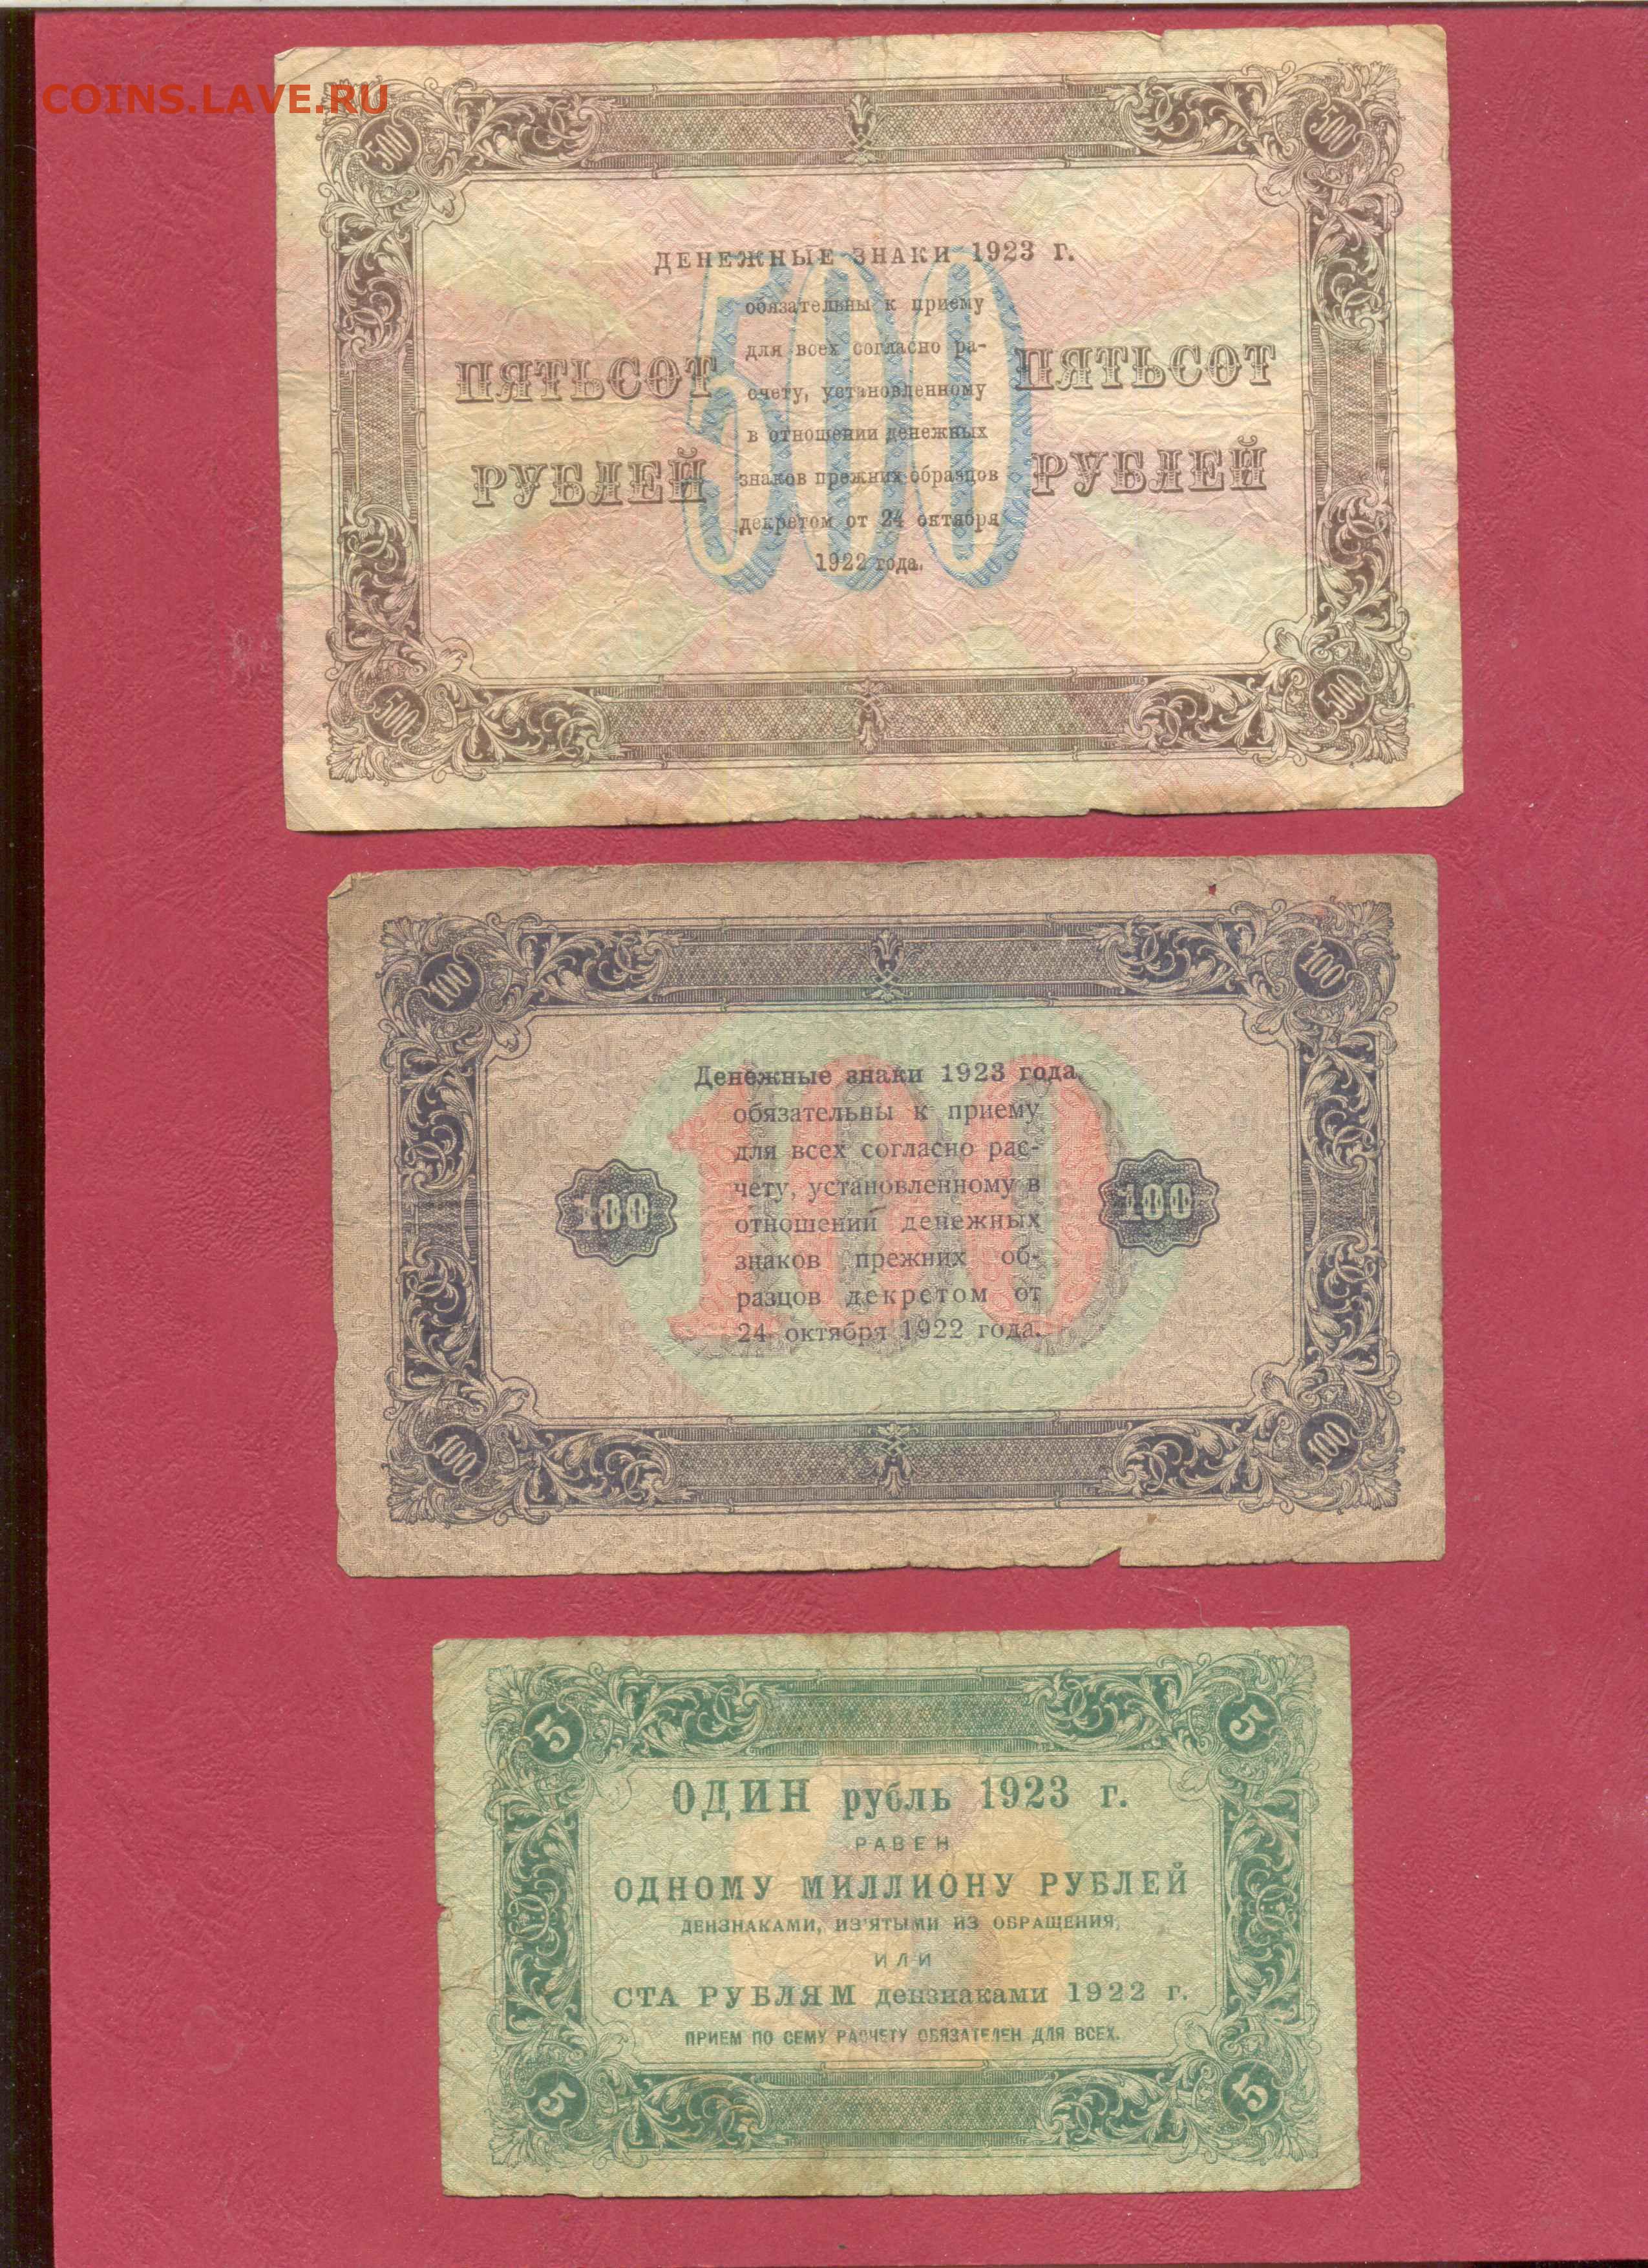 COINS.LAVE.RU
500 500
ДЕНЕЖНЫЕ ЗНАКИ 1923 г.
500
обязательны к приему
для всех согласно ра-
счету, установленному
в отношении денежных
знаков прежних образцов
декретом от 24 октября
1922 года.
ПЯТЬСОТ
РУБЛЕЙ
ПЯТЬСОТ
РУБЛЕЙ
500 500
100 100
Денежные знаки 1923 года
обязательны к приему
для всех согласно рас-
чету, установленному в
отношении денежных
знаков прежних об-
разцов декретом от
24 октября 1922 года.
100
100 100
100 100
5 5
ОДИН рубль 1923 г.
РАВЕН
ОДНОМУ МИЛЛИОНУ РУБЛЕЙ
ДЕНЗНАКАМИ, ИЗ'ЯТЫМИ ИЗ ОБРАЩЕНИЯ,
ИЛИ
СТА РУБЛЯМ дензнаками 1922 г.
ПРИЕМ ПО СЕМУ РАСЧЕТУ ОБЯЗАТЕЛЕН ДЛЯ ВСЕХ.
5 5